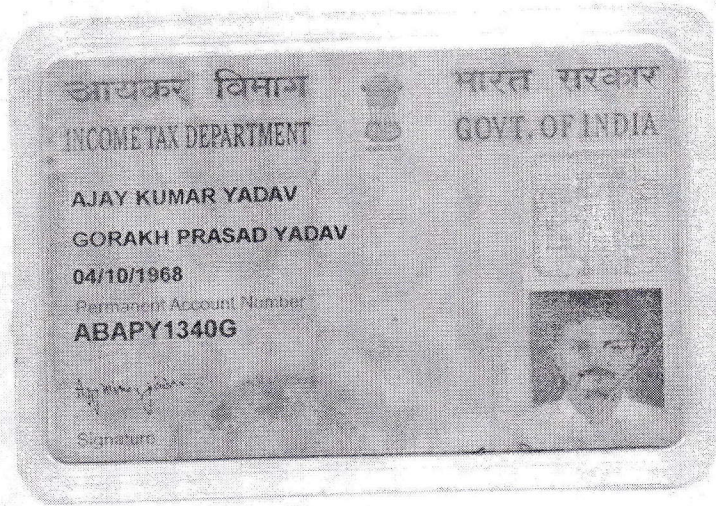 आयकर विभाग
भारत सरकार
INCOME TAX DEPARTMENT
GOVT. OF INDIA
AJAY KUMAR YADAV
GORAKH PRASAD YADAV
04/10/1968
Permanent Account Number
ABAPY1340G
Signature